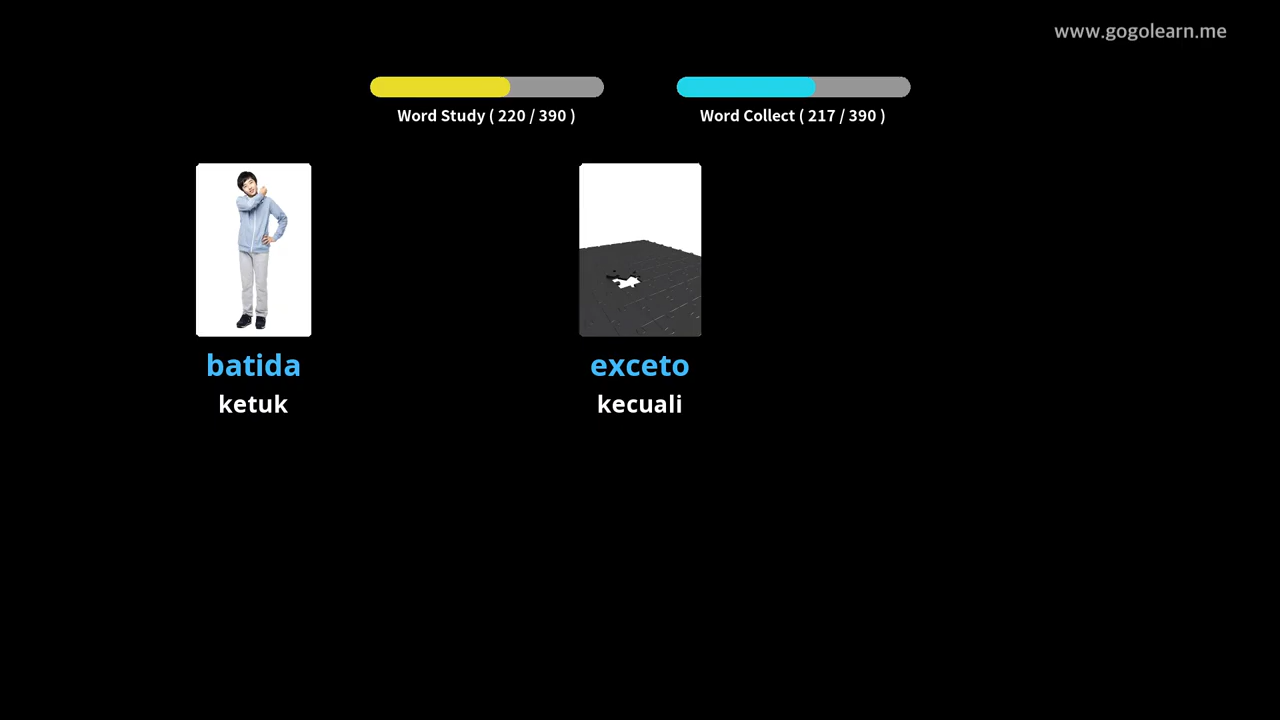 www.gogolearn.me
Word Study ( 220 / 390 )
Word Collect ( 217 / 390 )
batida
ketuk
exceto
kecuali